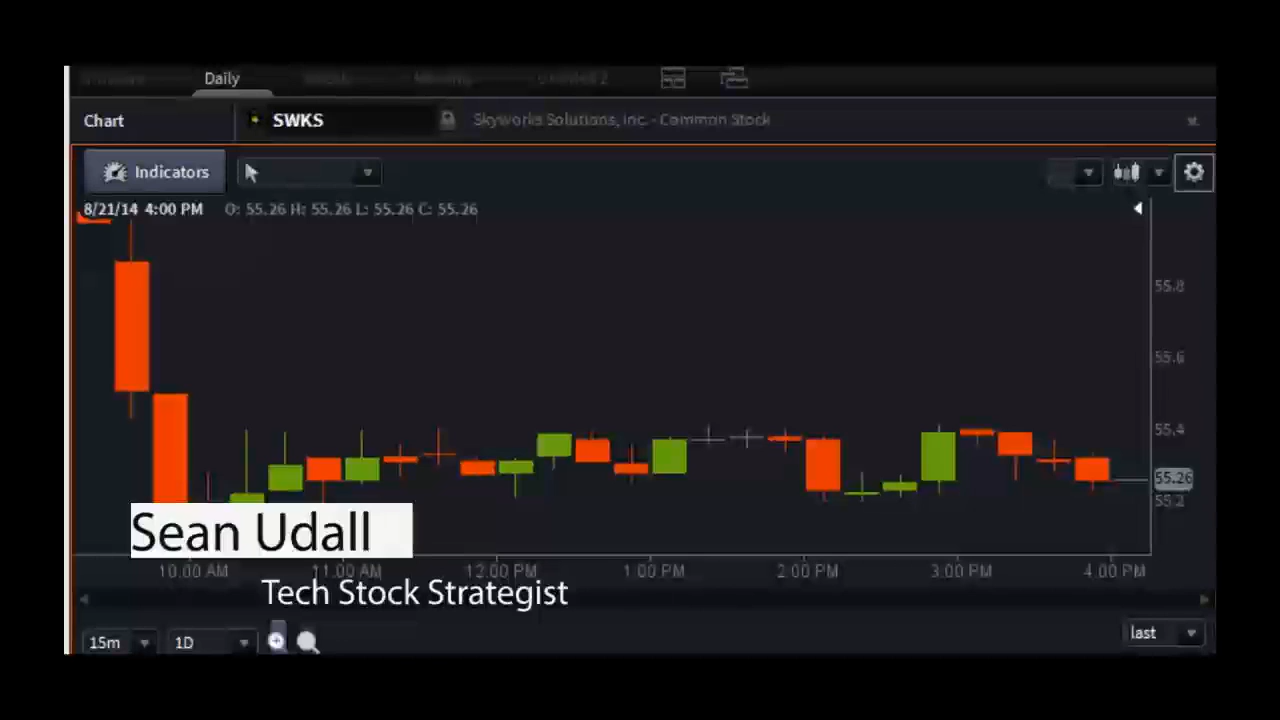 Daily
Chart
SWKS
Skyworks Solutions, Inc. - Common Stock
Indicators
8/21/14 4:00 PM O: 55.26 H: 55.26 L: 55.26 C: 55.26
55.8
55.6
55.4
55.26
55.2
Sean Udall
10:00 AM 11:00 AM 12:00 PM 1:00 PM 2:00 PM 3:00 PM 4:00 PM
Tech Stock Strategist
15m 1D last